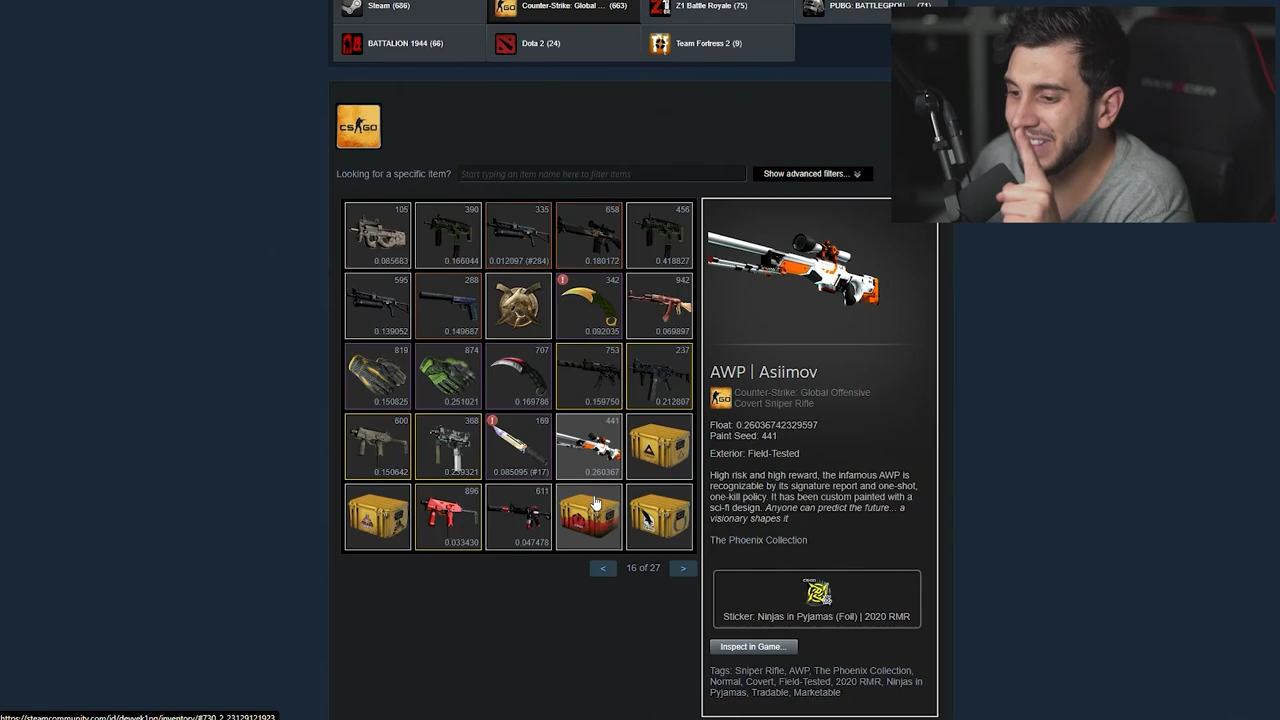 Steam (686)
Counter-Strike: Global ... (663)
Z1 Battle Royale (75)
PUBG: BATTLEGROU... (71)
BATTALION 1944 (66)
Dota 2 (24)
Team Fortress 2 (9)
CS GO
Looking for a specific item?
Start typing an item name here to filter items
Show advanced filters...
105
390
335
658
456
0.085683
0.166044
0.012097 (#284)
0.180172
0.418827
595
288
342
942
0.139052
0.149687
0.092035
0.069897
819
874
707
753
237
0.150825
0.251021
0.169786
0.159750
0.212807
600
368
169
441
0.150642
0.239321
0.085095 (#17)
0.260367
896
611
0.033430
0.047478
<
16 of 27
>
AWP | Asiimov
Counter-Strike: Global Offensive
Covert Sniper Rifle
Float: 0.26036742329597
Paint Seed: 441
Exterior: Field-Tested
High risk and high reward, the infamous AWP is
recognizable by its signature report and one-shot,
one-kill policy. It has been custom painted with a
sci-fi design. Anyone can predict the future... a
visionary shapes it
The Phoenix Collection
Sticker: Ninjas in Pyjamas (Foil) | 2020 RMR
Inspect in Game...
Tags: Sniper Rifle, AWP, The Phoenix Collection,
Normal, Covert, Field-Tested, 2020 RMR, Ninjas in
Pyjamas, Tradable, Marketable